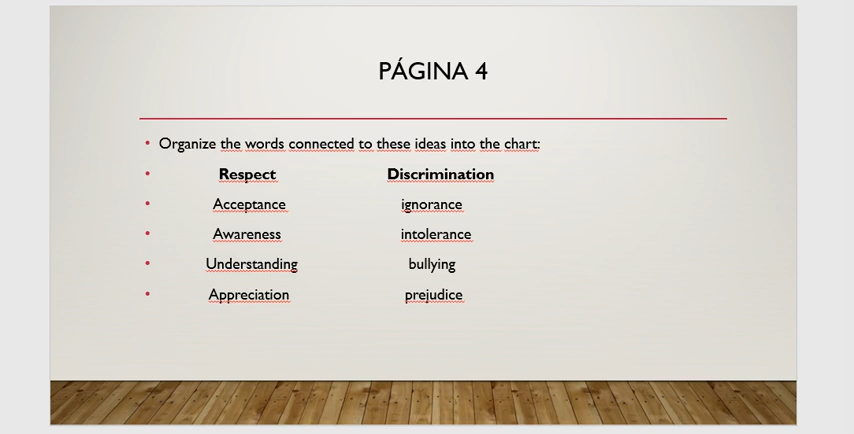 PÁGINA 4
• Organize the words connected to these ideas into the chart:
• Respect Discrimination
• Acceptance ignorance
• Awareness intolerance
• Understanding bullying
• Appreciation prejudice